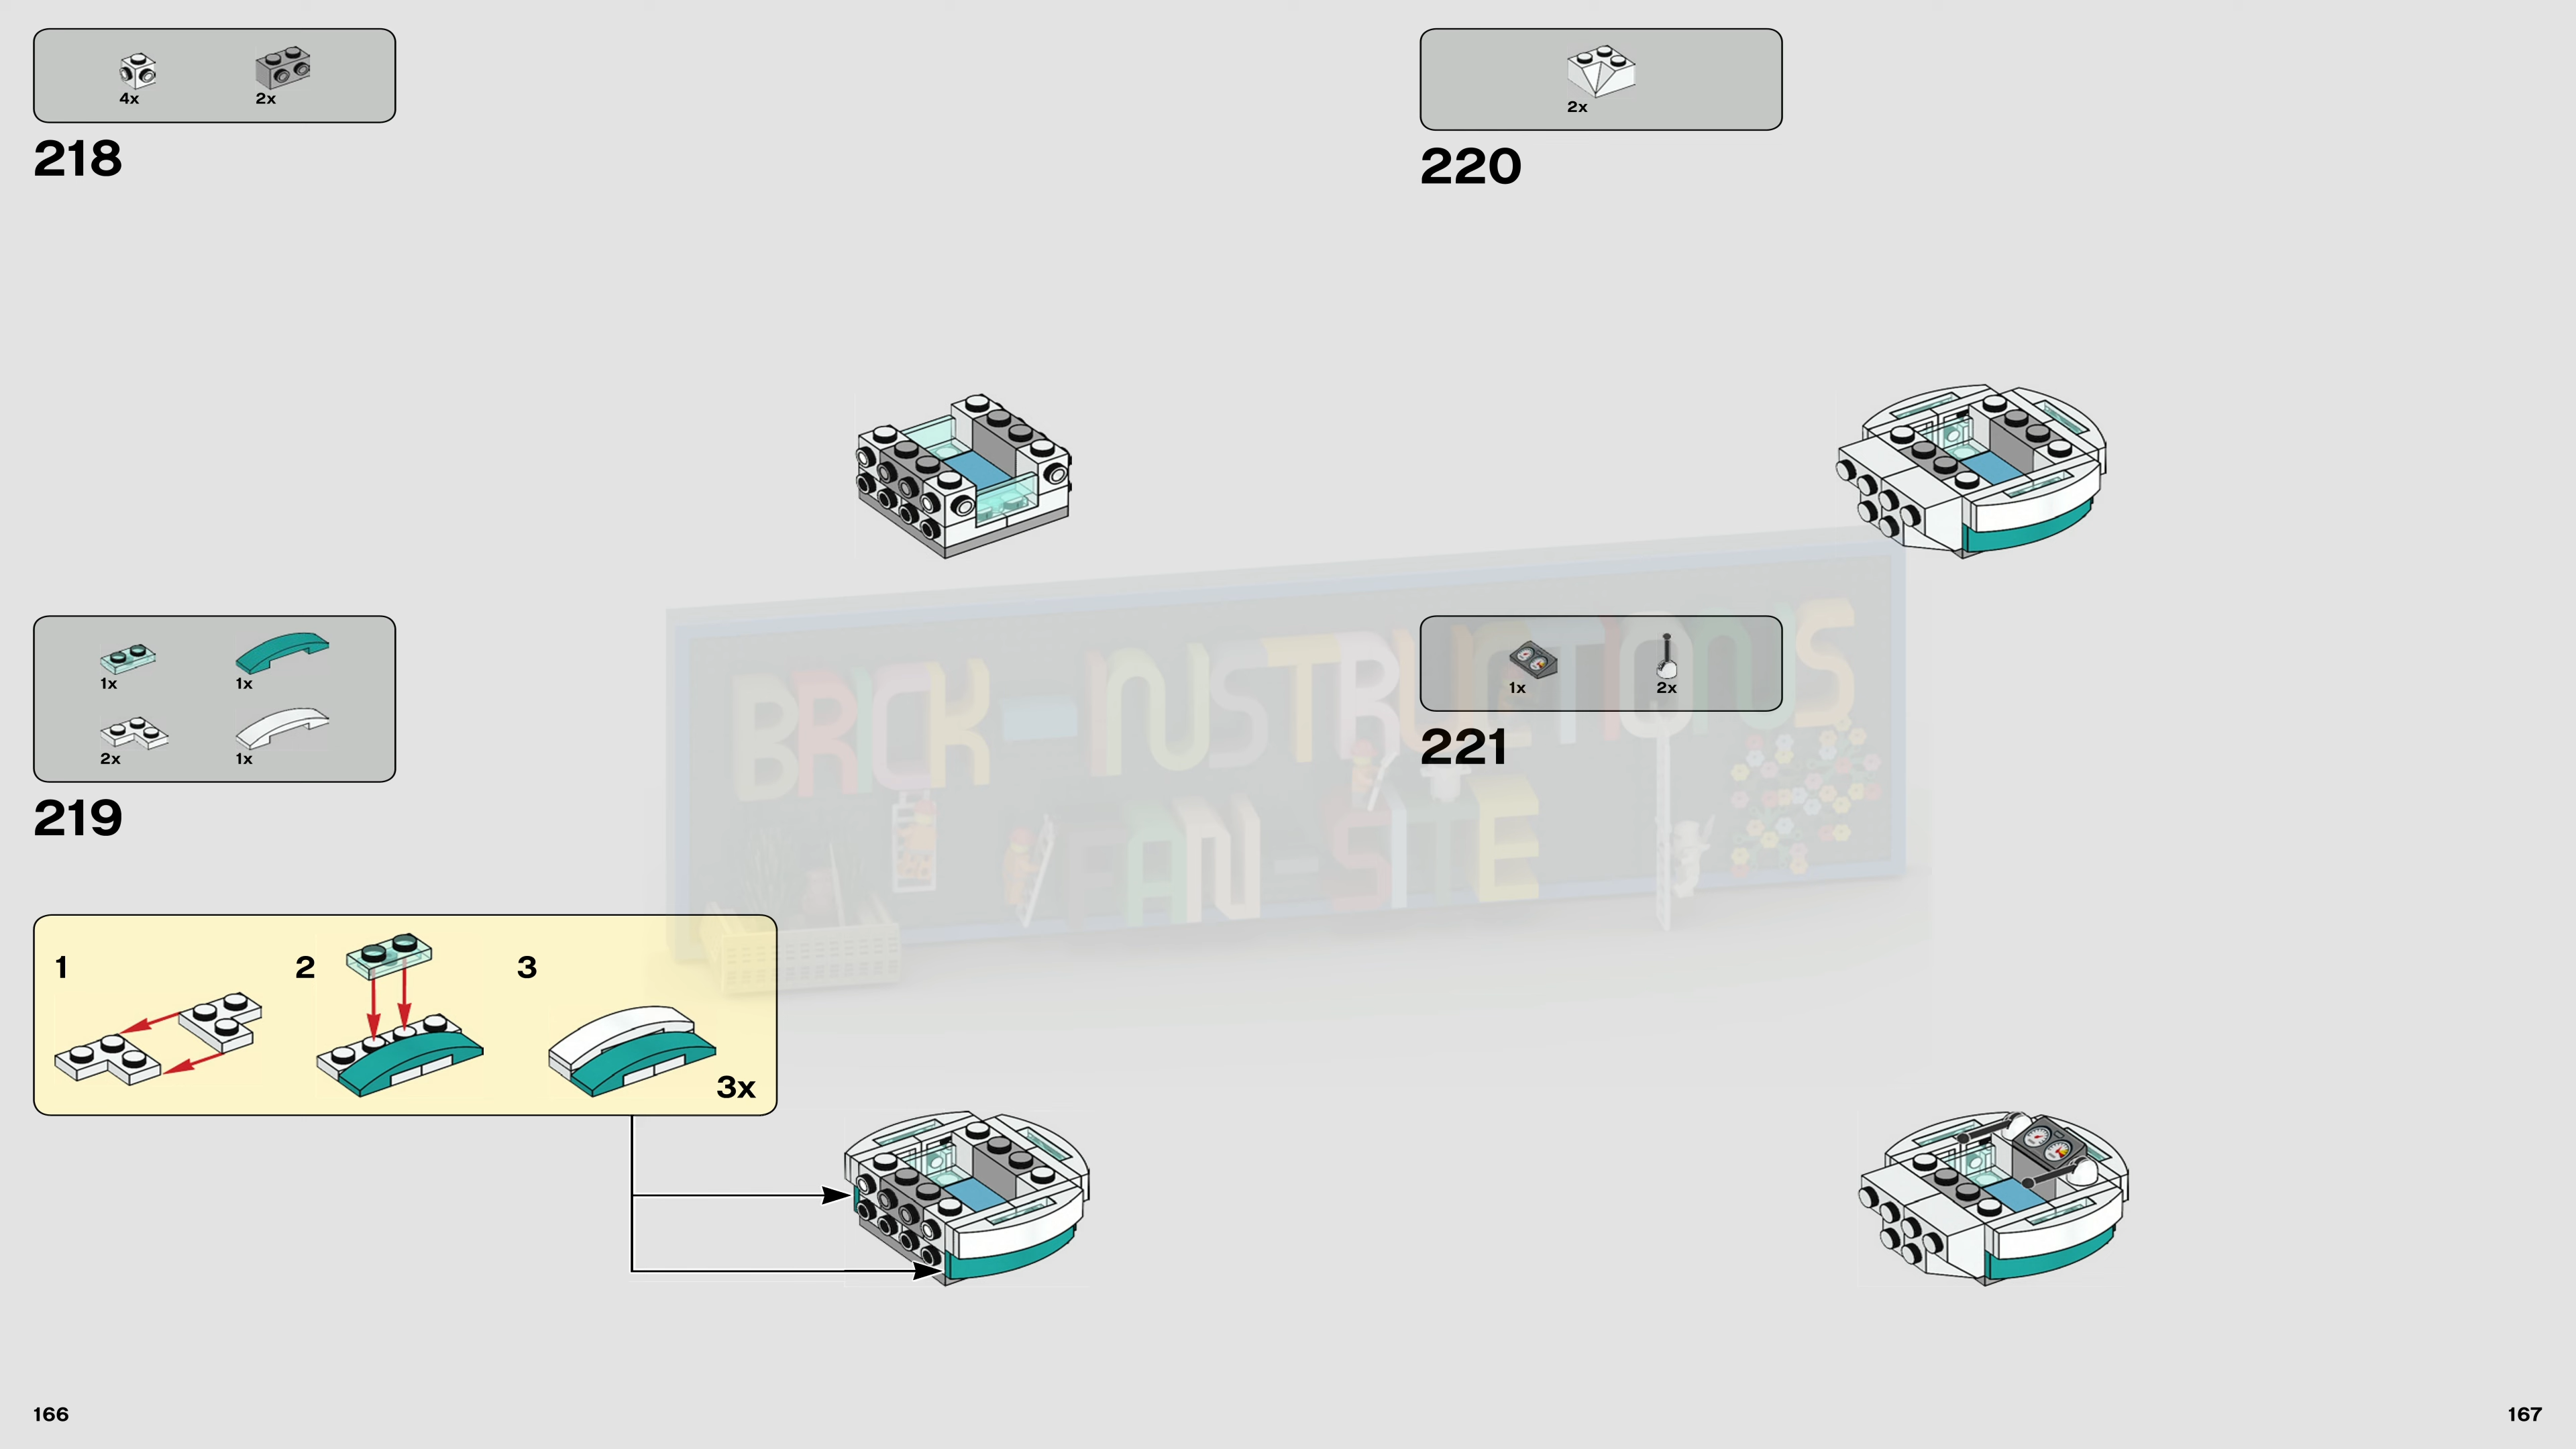 4x 2x
218
1x 1x
2x 1x
219
1 2 3
3x
166
2x
220
1x 2x
221
167
BRICK-INSTRUCTIONS
FAN-SITE